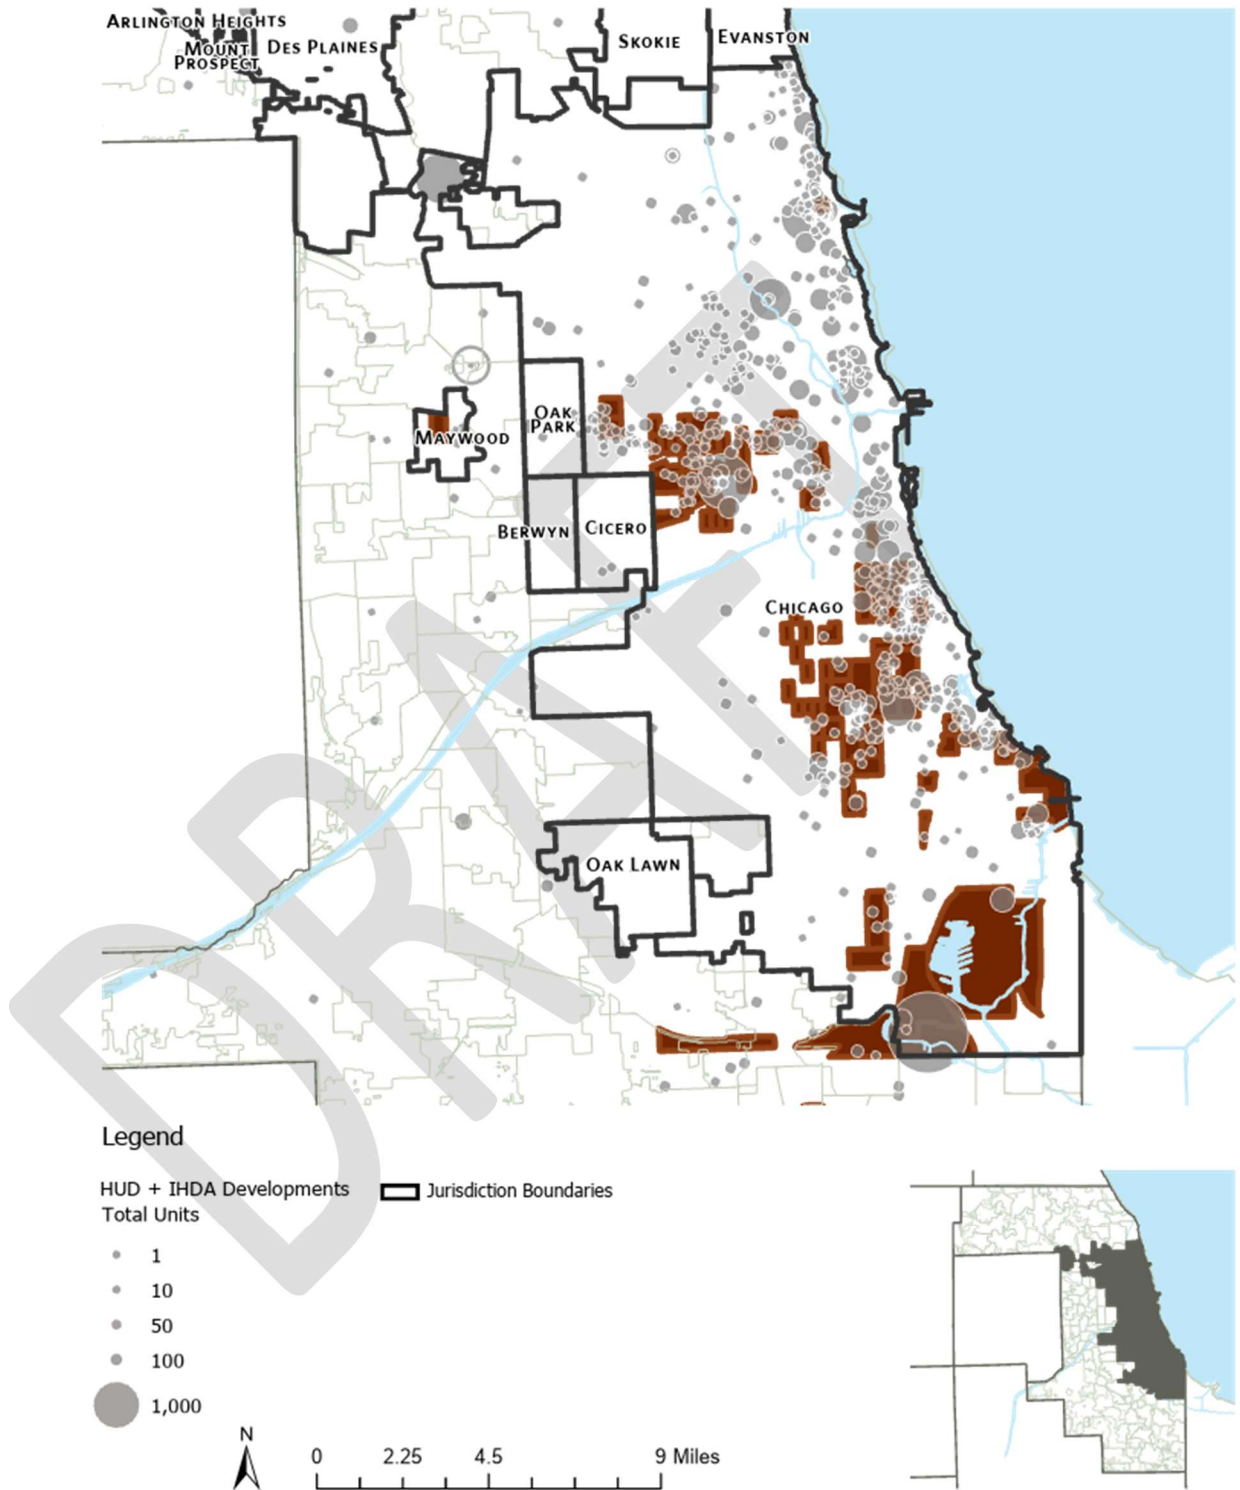 ARLINGTON HEIGHTS
MOUNT
PROSPECT
DES PLAINES
SKOKIE
EVANSTON
OAK
PARK
MAYWOOD
BERWYN
CICERO
CHICAGO
OAK LAWN
DRAFT
Legend
HUD + IHDA Developments
Total Units
Jurisdiction Boundaries
1
10
50
100
1,000
N
0 2.25 4.5 9 Miles